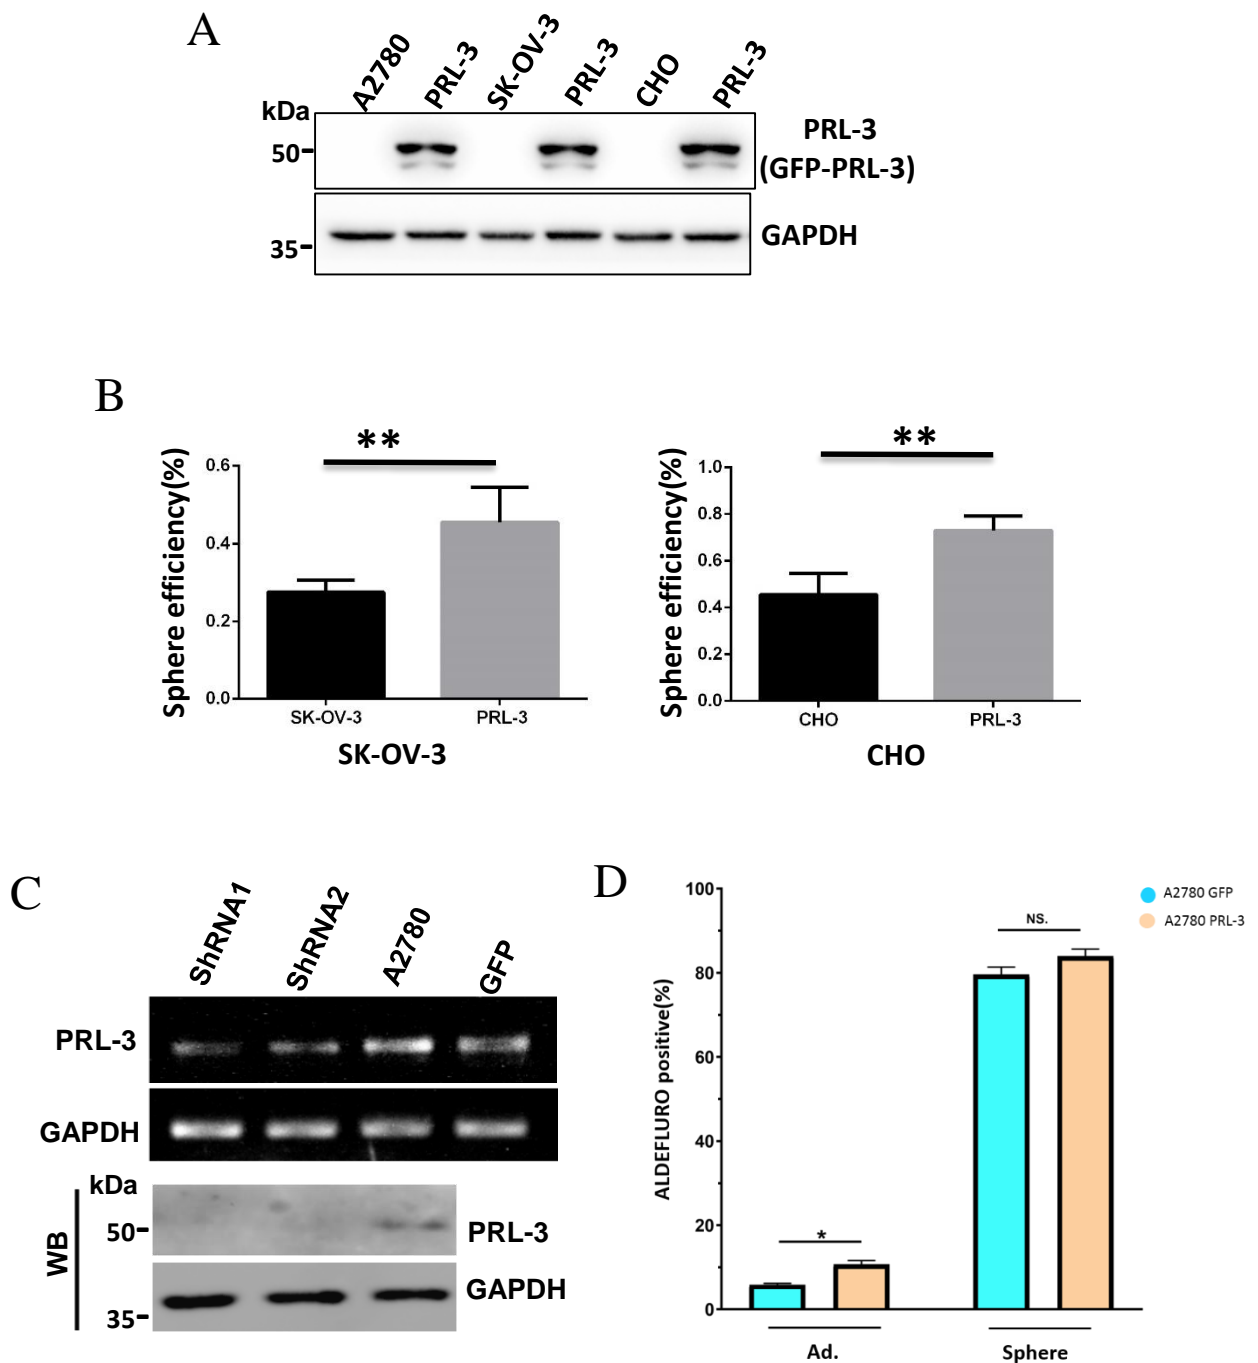 A
A2780
PRL-3
SK-OV-3
PRL-3
CHO
PRL-3
kDa
50
PRL-3
(GFP-PRL-3)
35
GAPDH
B
**
Sphere efficiency(%)
0.6
0.4
0.2
0.0
SK-OV-3
PRL-3
SK-OV-3
**
Sphere efficiency(%)
1.0
0.8
0.6
0.4
0.2
0.0
CHO
PRL-3
CHO
C
ShRNA1
ShRNA2
A2780
GFP
PRL-3
GAPDH
WB
kDa
50
PRL-3
35
GAPDH
D
ALDEFLURO positive(%)
100
80
60
40
20
0
*
NS.
A2780 GFP
A2780 PRL-3
Ad.
Sphere